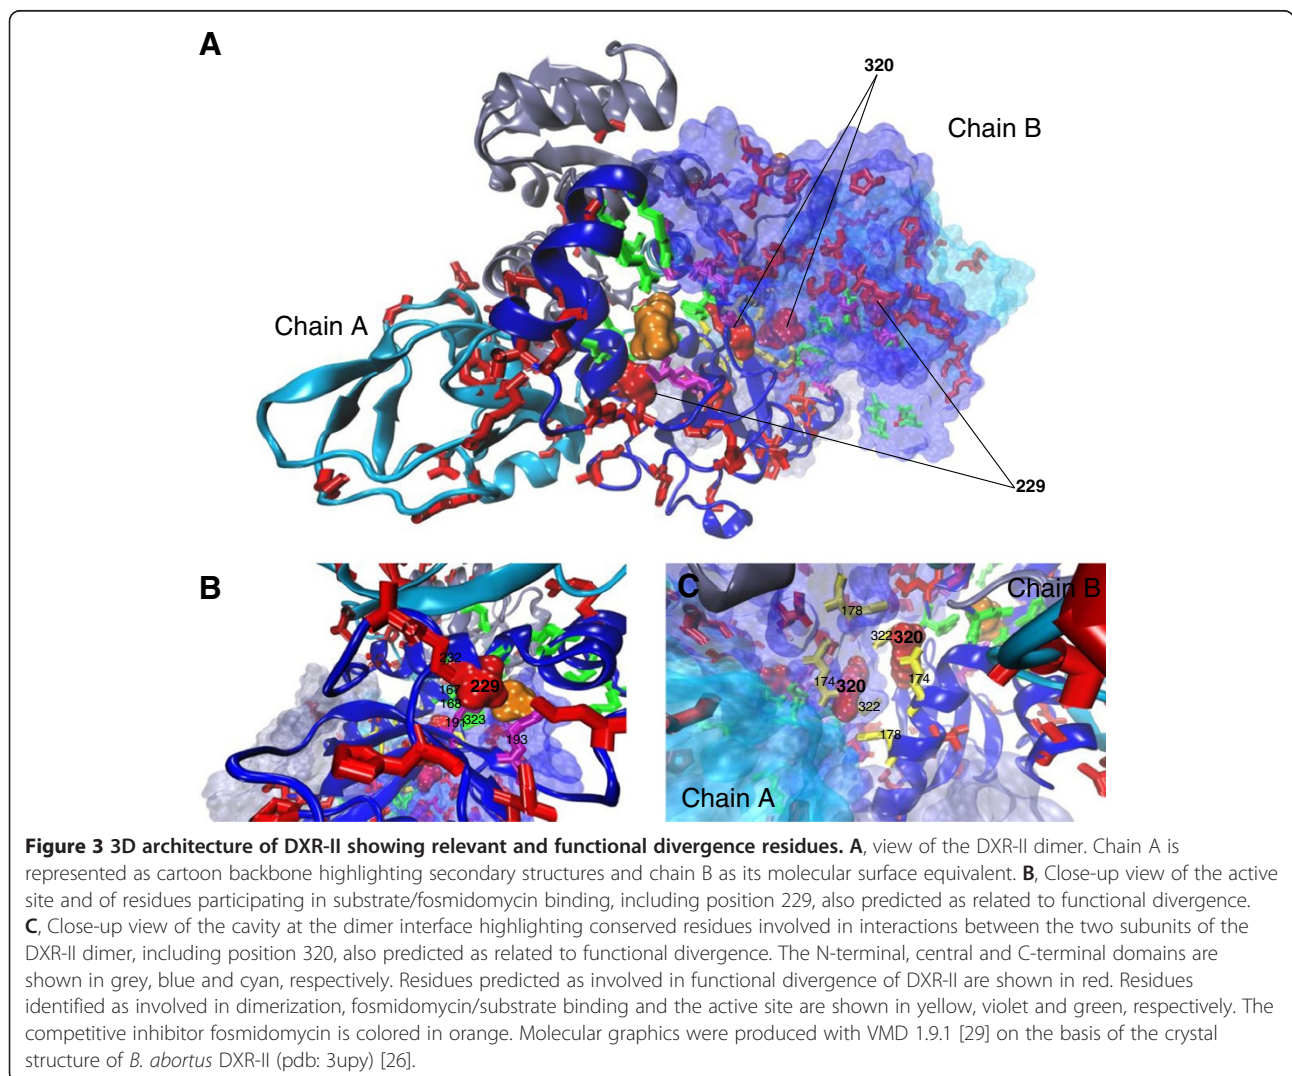 A
320
Chain B
Chain A
229
B
232
167
229
168
191
323
193
C
Chain B
178
322
320
174
320
174
322
178
Chain A
Figure 3 3D architecture of DXR-II showing relevant and functional divergence residues. A, view of the DXR-II dimer. Chain A is
represented as cartoon backbone highlighting secondary structures and chain B as its molecular surface equivalent. B, Close-up view of the active
site and of residues participating in substrate/fosmidomycin binding, including position 229, also predicted as related to functional divergence.
C, Close-up view of the cavity at the dimer interface highlighting conserved residues involved in interactions between the two subunits of the
DXR-II dimer, including position 320, also predicted as related to functional divergence. The N-terminal, central and C-terminal domains are
shown in grey, blue and cyan, respectively. Residues predicted as involved in functional divergence of DXR-II are shown in red. Residues
identified as involved in dimerization, fosmidomycin/substrate binding and the active site are shown in yellow, violet and green, respectively. The
competitive inhibitor fosmidomycin is colored in orange. Molecular graphics were produced with VMD 1.9.1 [29] on the basis of the crystal
structure of B. abortus DXR-II (pdb: 3upy) [26].